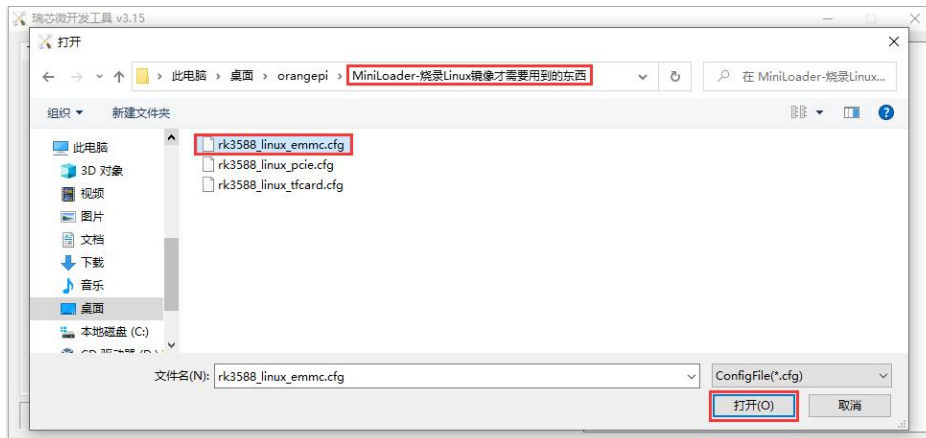 瑞芯微开发工具 v3.15
打开
此电脑 › 桌面 › orangepi › MiniLoader-烧录Linux镜像才需要用到的东西
在 MiniLoader-烧录Linux...
组织 新建文件夹
此电脑
3D 对象
视频
图片
文档
下载
音乐
桌面
本地磁盘 (C:)
rk3588_linux_emmc.cfg
rk3588_linux_pcie.cfg
rk3588_linux_tfcard.cfg
文件名(N): rk3588_linux_emmc.cfg
ConfigFile(*.cfg)
打开(O) 取消